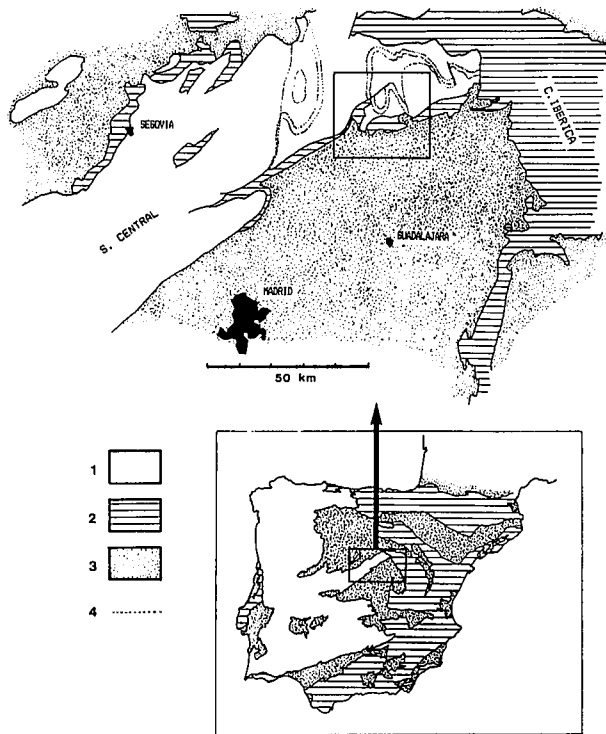 SEGOVIA
C. IBERICA
S. CENTRAL
GUADALAJARA
MADRID
50 km
1
2
3
4